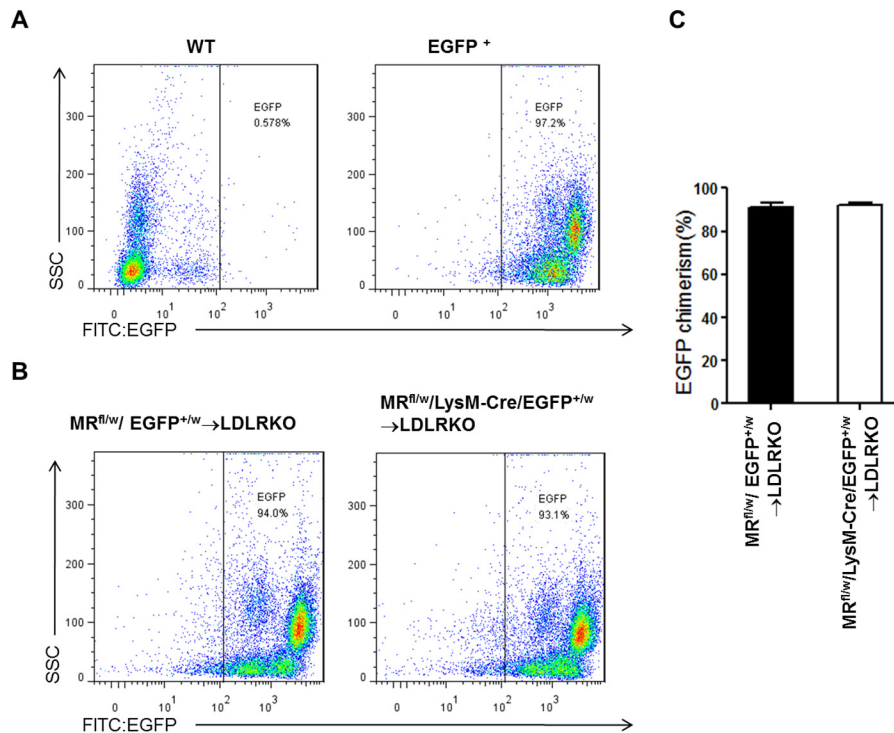 A
WT
EGFP +
EGFP
0.578%
EGFP
97.2%
300
200
100
0
300
200
100
0
SSC
0 10¹ 10² 10³
0 10¹ 10² 10³
FITC:EGFP
B
MRfl/w/ EGFP+/w→LDLRKO
MRfl/w/LysM-Cre/EGFP+/w
→LDLRKO
EGFP
94.0%
EGFP
93.1%
300
200
100
0
300
200
100
0
SSC
0 10¹ 10² 10³
0 10¹ 10² 10³
FITC:EGFP
C
EGFP chimerism(%)
100
80
60
40
20
0
MRfl/w/ EGFP+/w
→LDLRKO
MRfl/w/LysM-Cre/EGFP+/w
→LDLRKO